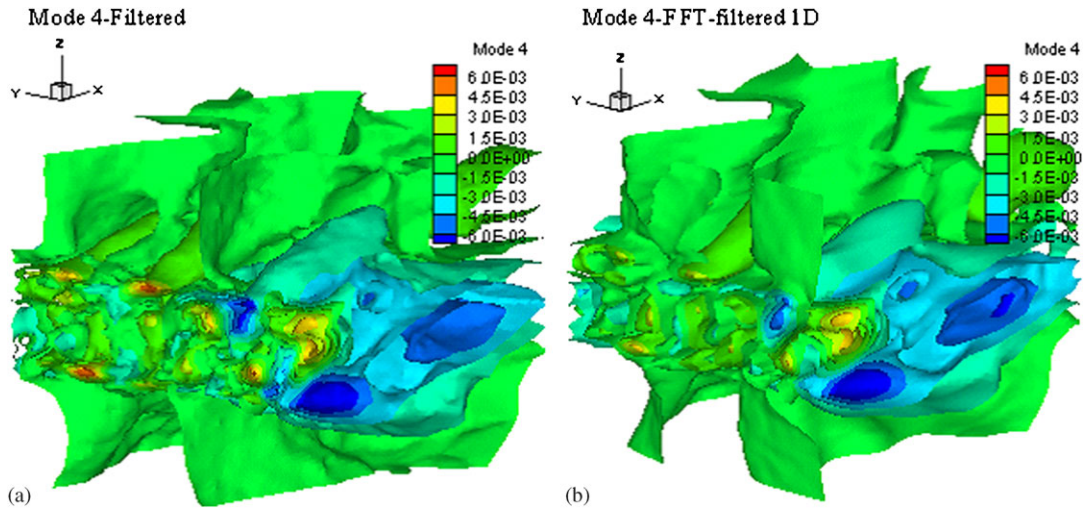 Mode 4-Filtered
Z
Y
X
Mode 4
6.0E-03
4.5E-03
3.0E-03
1.5E-03
0.0E+00
-1.5E-03
-3.0E-03
-4.5E-03
-6.0E-03
(a)
Mode 4-FFT-filtered 1D
Z
Y
X
Mode 4
6.0E-03
4.5E-03
3.0E-03
1.5E-03
0.0E+00
-1.5E-03
-3.0E-03
-4.5E-03
-6.0E-03
(b)